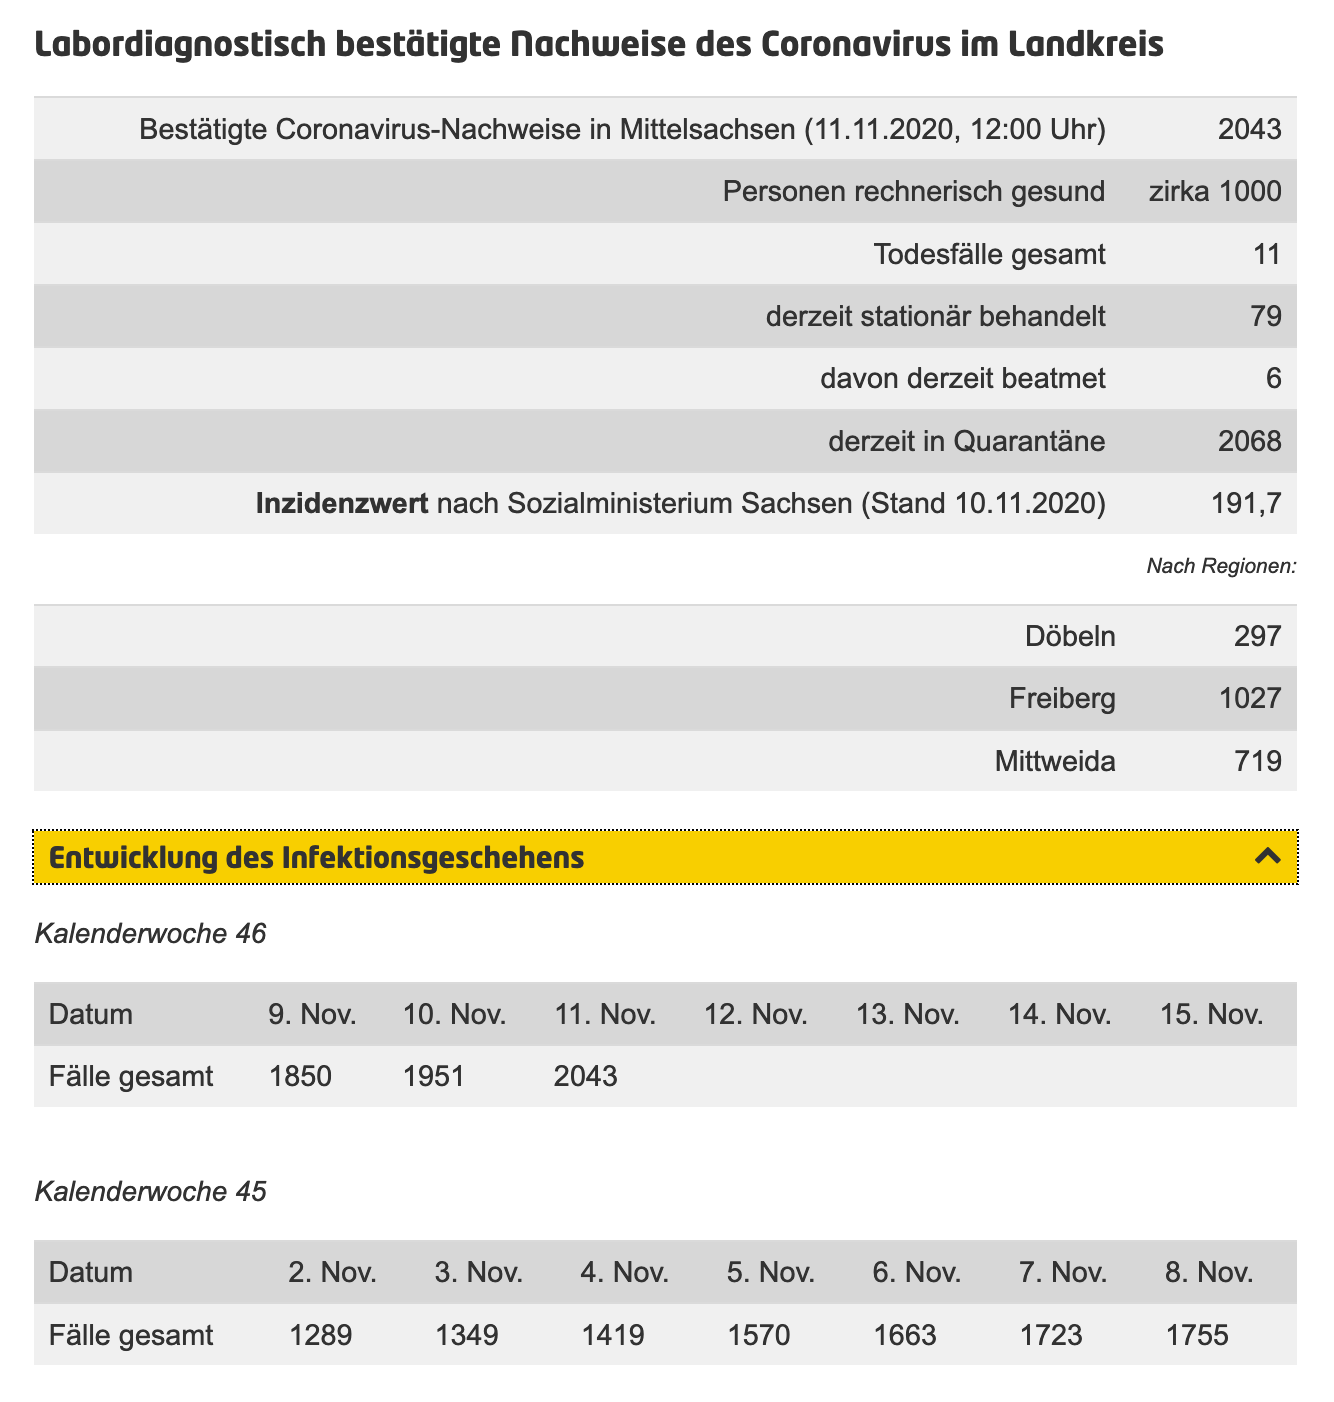 Labordiagnostisch bestätigte Nachweise des Coronavirus im Landkreis
Bestätigte Coronavirus-Nachweise in Mittelsachsen (11.11.2020, 12:00 Uhr) 2043
Personen rechnerisch gesund zirka 1000
Todesfälle gesamt 11
derzeit stationär behandelt 79
davon derzeit beatmet 6
derzeit in Quarantäne 2068
Inzidenzwert nach Sozialministerium Sachsen (Stand 10.11.2020) 191,7
Nach Regionen:
Döbeln 297
Freiberg 1027
Mittweida 719
Entwicklung des Infektionsgeschehens
Kalenderwoche 46
Datum 9. Nov. 10. Nov. 11. Nov. 12. Nov. 13. Nov. 14. Nov. 15. Nov.
Fälle gesamt 1850 1951 2043
Kalenderwoche 45
Datum 2. Nov. 3. Nov. 4. Nov. 5. Nov. 6. Nov. 7. Nov. 8. Nov.
Fälle gesamt 1289 1349 1419 1570 1663 1723 1755